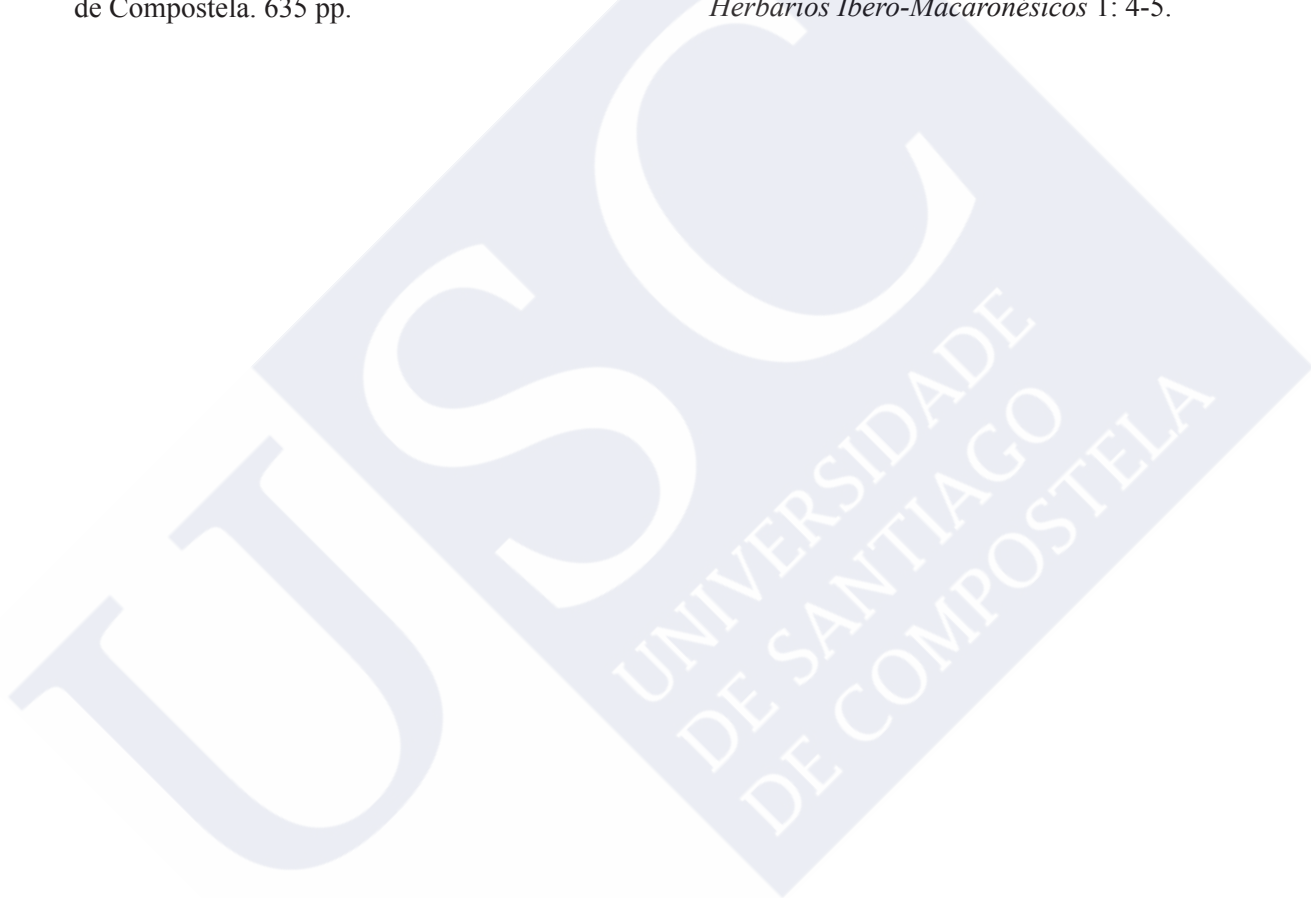 de Compostela. 635 pp.
Herbarios Ibero-Macaronésicos 1: 4-5.
USC
UNIVERSIDADE
DE SANTIAGO
DE COMPOSTELA